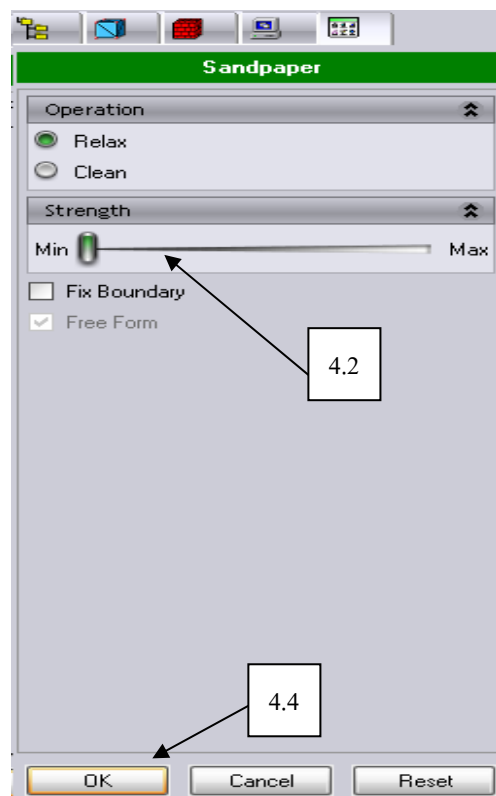 Sandpaper
Operation
Relax
Clean
Strength
Min Max
Fix Boundary
Free Form
4.2
4.4
OK Cancel Reset